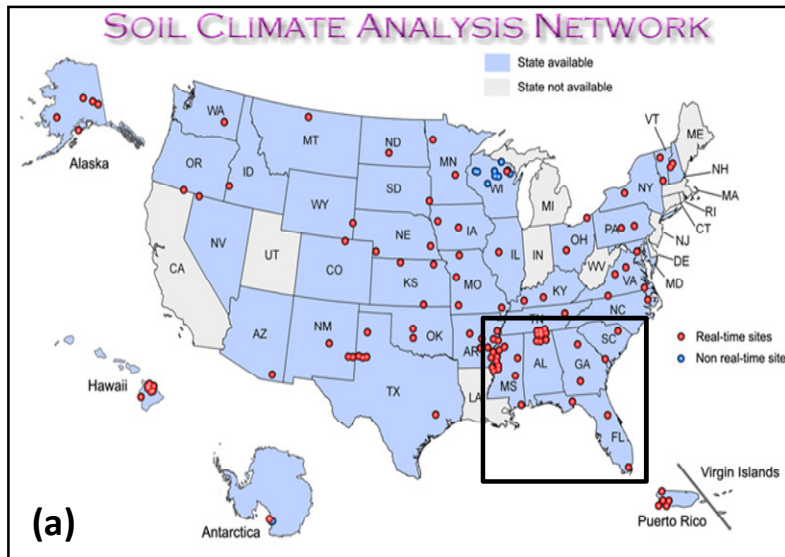 SOIL CLIMATE ANALYSIS NETWORK
State available
State not available
Alaska
WA
MT
ND
MN
VT
ME
OR
ID
SD
WI
NY
NH
MA
WY
MI
RI
CT
NV
NE
IA
PA
NJ
UT
IL
IN
OH
DE
CA
CO
WV
MD
KS
MO
KY
VA
AZ
NM
OK
TN
NC
AR
SC
Real-time sites
Non real-time site
Hawaii
TX
MS
AL
GA
LA
FL
Virgin Islands
(a)
Antarctica
Puerto Rico